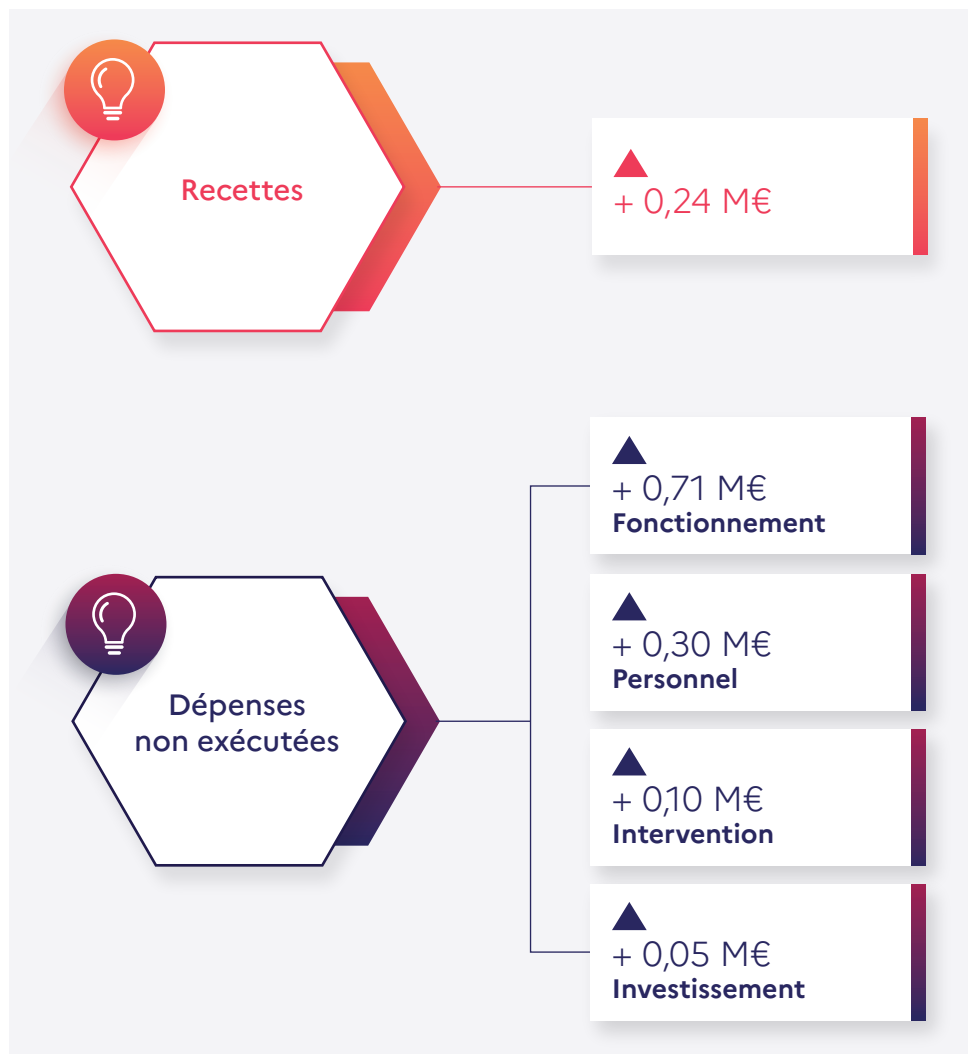 Recettes
+ 0,24 M€
Dépenses
non exécutées
+ 0,71 M€
Fonctionnement
+ 0,30 M€
Personnel
+ 0,10 M€
Intervention
+ 0,05 M€
Investissement